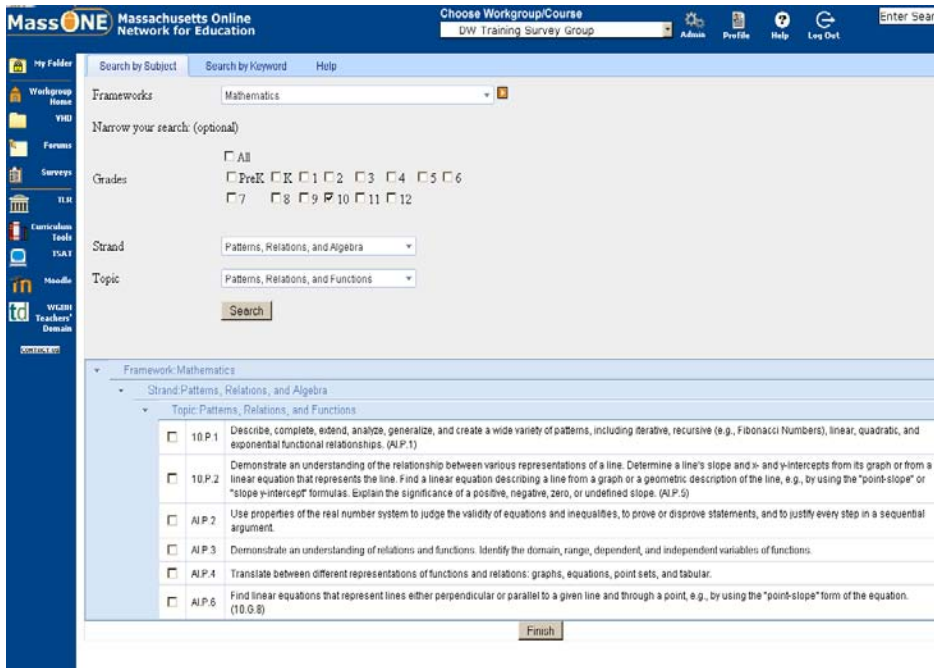 MassONE Massachusetts Online
Network for Education
Choose Workgroup/Course
DW Training Survey Group
Admin
Profile
Help
Log Out
Enter Sear
My Folder
Workgroup
Home
VHD
Forums
Surveys
TLR
Curriculum
Tools
TSAT
Moodle
td WGBH
Teachers'
Domain
CONTACT US
Search by Subject Search by Keyword Help
Frameworks Mathematics
Narrow your search: (optional)
All
Grades PreK K 1 2 3 4 5 6
7 8 9 10 11 12
Strand Patterns, Relations, and Algebra
Topic Patterns, Relations, and Functions
Search
Framework:Mathematics
Strand:Patterns, Relations, and Algebra
Topic:Patterns, Relations, and Functions
10.P.1 Describe, complete, extend, analyze, generalize, and create a wide variety of patterns, including iterative, recursive (e.g., Fibonacci Numbers), linear, quadratic, and
exponential functional relationships. (AI.P.1)
10.P.2 Demonstrate an understanding of the relationship between various representations of a line. Determine a line's slope and x- and y-intercepts from its graph or from a
linear equation that represents the line. Find a linear equation describing a line from a graph or a geometric description of the line, e.g., by using the "point-slope" or
"slope y-intercept" formulas. Explain the significance of a positive, negative, zero, or undefined slope. (AI.P.5)
AI.P.2 Use properties of the real number system to judge the validity of equations and inequalities, to prove or disprove statements, and to justify every step in a sequential
argument.
AI.P.3 Demonstrate an understanding of relations and functions. Identify the domain, range, dependent, and independent variables of functions.
AI.P.4 Translate between different representations of functions and relations: graphs, equations, point sets, and tabular.
AI.P.6 Find linear equations that represent lines either perpendicular or parallel to a given line and through a point, e.g., by using the "point-slope" form of the equation.
(10.G.8)
Finish